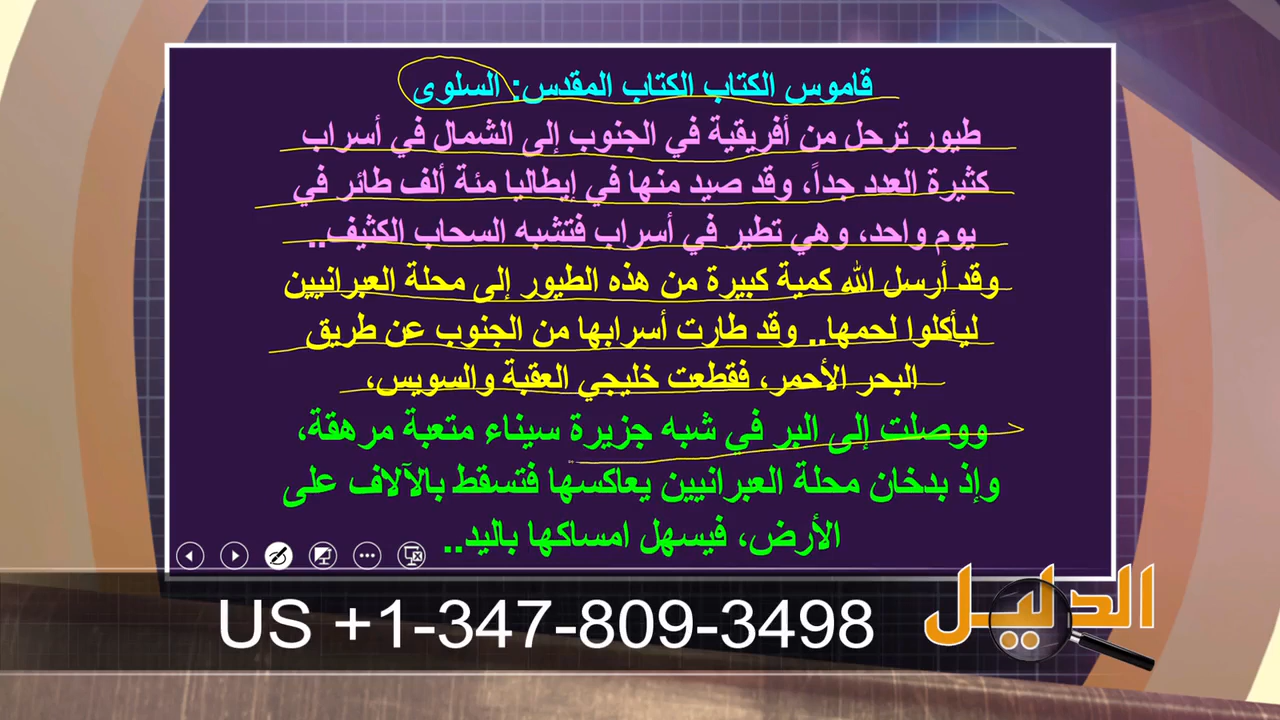 قاموس الكتاب الكتاب المقدس: السلوى
طيور ترحل من أفريقية في الجنوب إلى الشمال في أسراب
كثيرة العدد جداً، وقد صيد منها في إيطاليا مئة ألف طائر في
يوم واحد، وهي تطير في أسراب فتشبه السحاب الكثيف..
وقد أرسل الله كمية كبيرة من هذه الطيور إلى محلة العبرانيين
ليأكلوا لحمها.. وقد طارت أسرابها من الجنوب عن طريق
البحر الأحمر، فقطعت خليجي العقبة والسويس،
ووصلت إلى البر في شبه جزيرة سيناء متعبة مرهقة،
وإذ بدخان محلة العبرانيين يعاكسها فتسقط بالآلاف على
الأرض، فيسهل امساكها باليد..
US +1-347-809-3498
الدليل